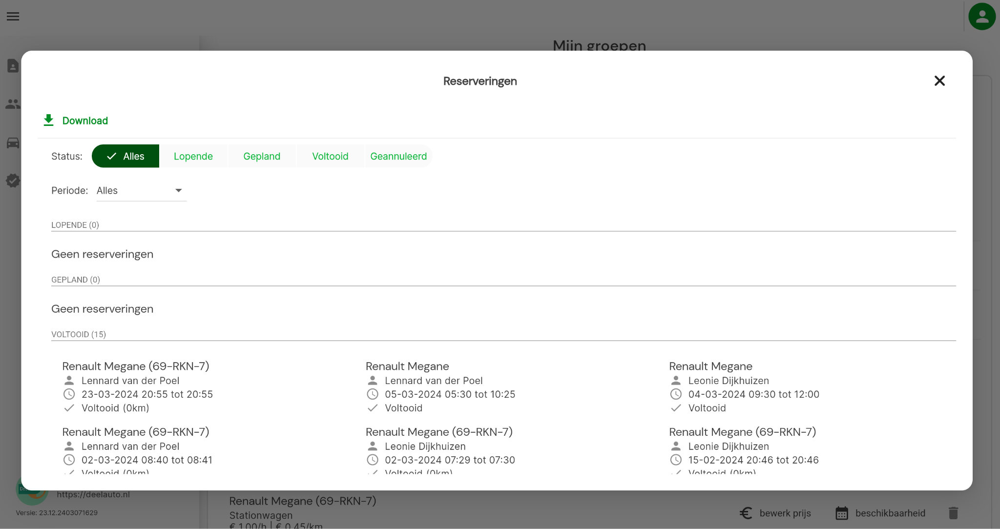 Mijn groepen
Reserveringen
Download
Status: Alles Lopende Gepland Voltooid Geannuleerd
Periode: Alles
LOPENDE (0)
Geen reserveringen
GEPLAND (0)
Geen reserveringen
VOLTOOID (15)
Renault Megane (69-RKN-7)
Lennard van der Poel
23-03-2024 20:55 tot 20:55
Voltooid (0km)
Renault Megane
Lennard van der Poel
05-03-2024 05:30 tot 10:25
Voltooid
Renault Megane
Leonie Dijkhuizen
04-03-2024 09:30 tot 12:00
Voltooid
Renault Megane (69-RKN-7)
Lennard van der Poel
02-03-2024 08:40 tot 08:41
Voltooid (0km)
Renault Megane (69-RKN-7)
Leonie Dijkhuizen
02-03-2024 07:29 tot 07:30
Voltooid (0km)
Renault Megane (69-RKN-7)
Leonie Dijkhuizen
15-02-2024 20:46 tot 20:46
Voltooid (0km)
https://deelauto.nl
Versie: 23.12.2403071629
Renault Megane (69-RKN-7)
Stationwagen
€ 1,00/h | € 0,45/km
bewerk prijs
beschikbaarheid